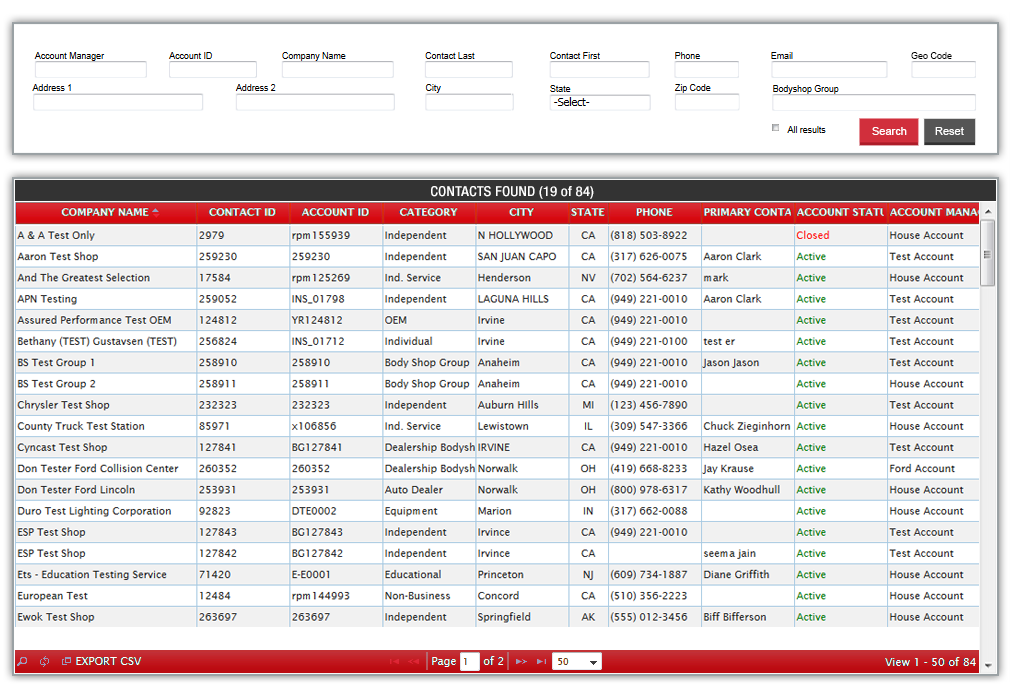 Account Manager Account ID Company Name Contact Last Contact First Phone Email Geo Code
Address 1 Address 2 City State Zip Code Bodyshop Group
-Select-
All results Search Reset
CONTACTS FOUND (19 of 84)
COMPANY NAME CONTACT ID ACCOUNT ID CATEGORY CITY STATE PHONE PRIMARY CONTA ACCOUNT STATU ACCOUNT MANA
A & A Test Only 2979 rpm155939 Independent N HOLLYWOOD CA (818) 503-8922 Closed House Account
Aaron Test Shop 259230 259230 Independent SAN JUAN CAPO CA (317) 626-0075 Aaron Clark Active Test Account
And The Greatest Selection 17584 rpm125269 Ind. Service Henderson NV (702) 564-6237 mark Active House Account
APN Testing 259052 INS_01798 Independent LAGUNA HILLS CA (949) 221-0010 Aaron Clark Active Test Account
Assured Performance Test OEM 124812 YR124812 OEM Irvine CA (949) 221-0010 Active Test Account
Bethany (TEST) Gustavsen (TEST) 256824 INS_01712 Individual Irvine CA (949) 221-0100 test er Active House Account
BS Test Group 1 258910 258910 Body Shop Group Anaheim CA (949) 221-0010 Jason Jason Active House Account
BS Test Group 2 258911 258911 Body Shop Group Anaheim CA (949) 221-0010 Active House Account
Chrysler Test Shop 232323 232323 Independent Auburn HIlls MI (123) 456-7890 Active Test Account
County Truck Test Station 85971 x106856 Ind. Service Lewistown IL (309) 547-3366 Chuck Zieginhorn Active House Account
Cyncast Test Shop 127841 BG127841 Dealership Bodysh IRVINE CA (949) 221-0010 Hazel Osea Active Test Account
Don Tester Ford Collision Center 260352 260352 Dealership Bodysh Norwalk OH (419) 668-8233 Jay Krause Active Ford Account
Don Tester Ford Lincoln 253931 253931 Auto Dealer Norwalk OH (800) 978-6317 Kathy Woodhull Active House Account
Duro Test Lighting Corporation 92823 DTE0002 Equipment Marion IN (317) 662-0088 Active House Account
ESP Test Shop 127843 BG127843 Independent Irvince CA (949) 221-0010 Active Test Account
ESP Test Shop 127842 BG127842 Independent Irvince CA seema jain Active Test Account
Ets - Education Testing Service 71420 E-E0001 Educational Princeton NJ (609) 734-1887 Diane Griffith Active House Account
European Test 12484 rpm144993 Non-Business Concord CA (510) 356-2223 Active House Account
Ewok Test Shop 263697 263697 Independent Springfield AK (555) 012-3456 Biff Bifferson Active House Account
EXPORT CSV Page 1 of 2 50 View 1 - 50 of 84